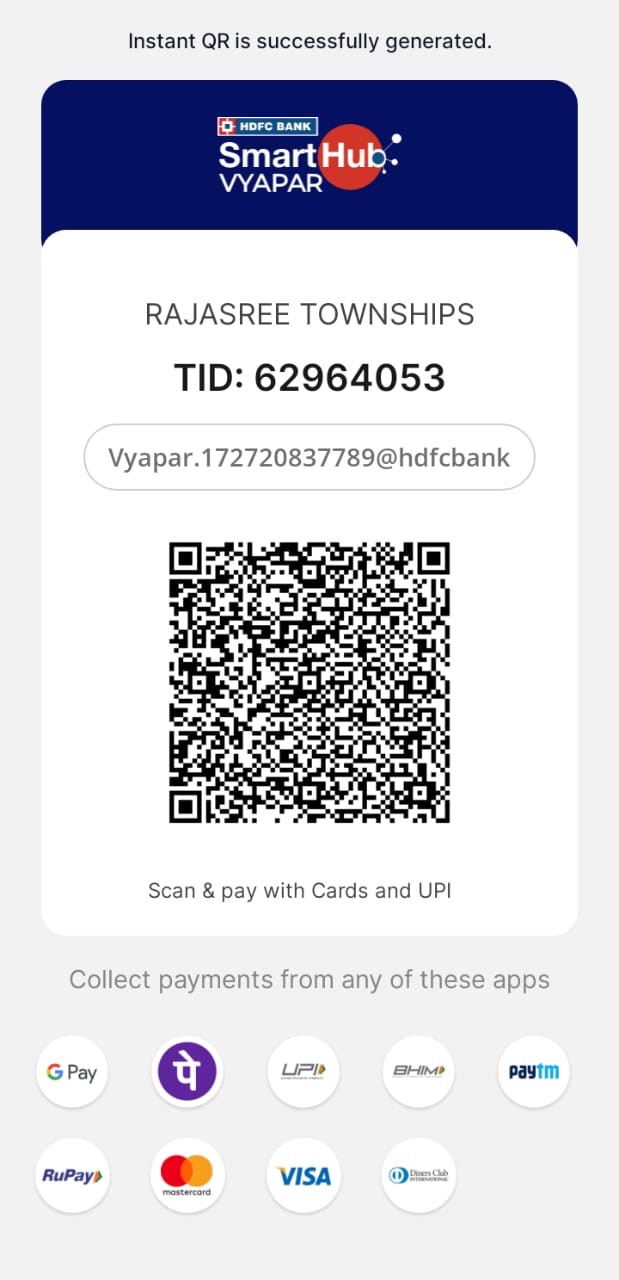 Instant QR is successfully generated.
HDFC BANK
SmartHub
VYAPAR
RAJASREE TOWNSHIPS
TID: 62964053
Vyapar.172720837789@hdfcbank
Scan & pay with Cards and UPI
Collect payments from any of these apps
G Pay
पे
UPI
BHIM
paytm
RuPay
mastercard.
VISA
Diners Club
INTERNATIONAL